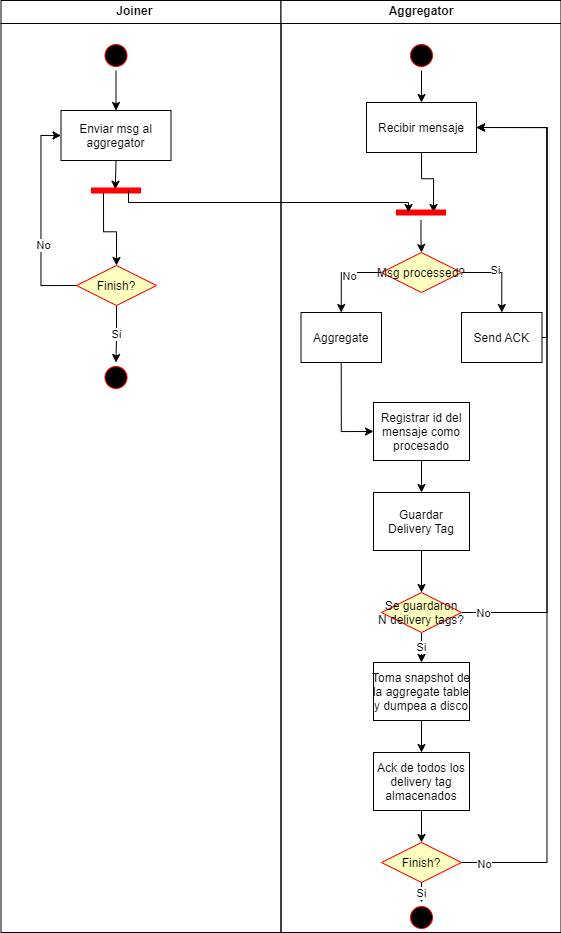 Joiner
Aggregator
Enviar msg al
aggregator
Recibir mensaje
No
Finish?
Si
Msg processed?
No
Si
Aggregate
Send ACK
Registrar id del
mensaje como
procesado
Guardar
Delivery Tag
Se guardaron
N delivery tags?
No
Si
Toma snapshot de
la aggregate table
y dumpea a disco
Ack de todos los
delivery tag
almacenados
Finish?
No
Si